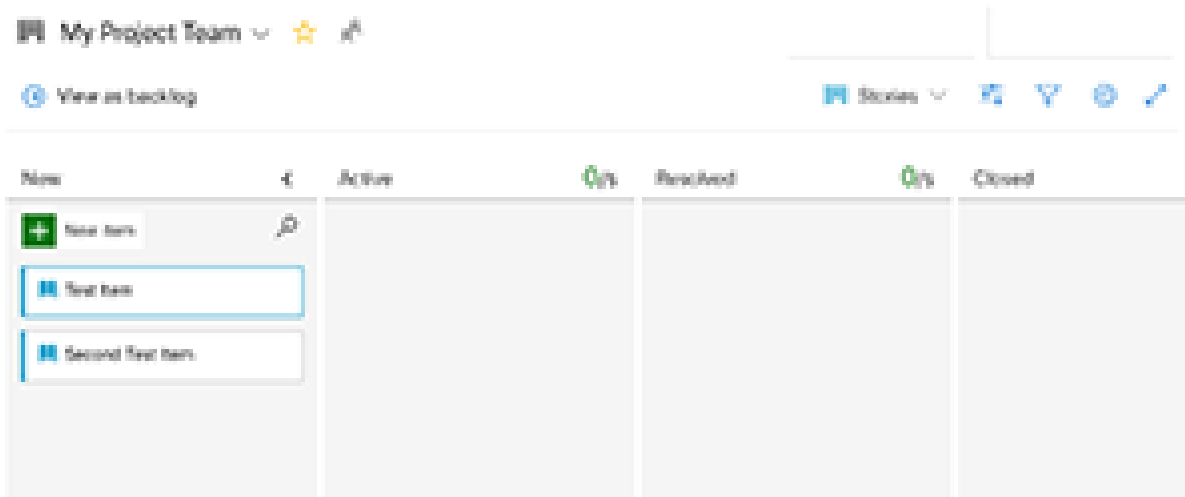 My Project Team
View as backlog
Stories
New
Active
0/5
Resolved
0/5
Closed
New item
Test Item
Second Test Item